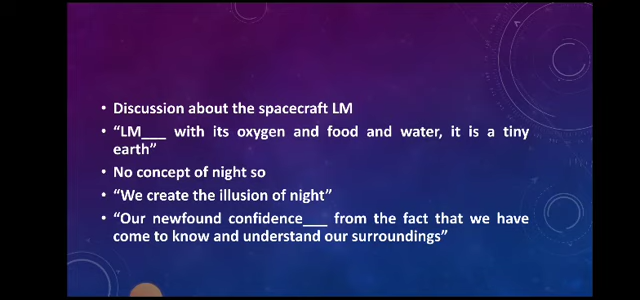 • Discussion about the spacecraft LM
• “LM___ with its oxygen and food and water, it is a tiny
earth”
• No concept of night so
• “We create the illusion of night”
• “Our newfound confidence___ from the fact that we have
come to know and understand our surroundings”